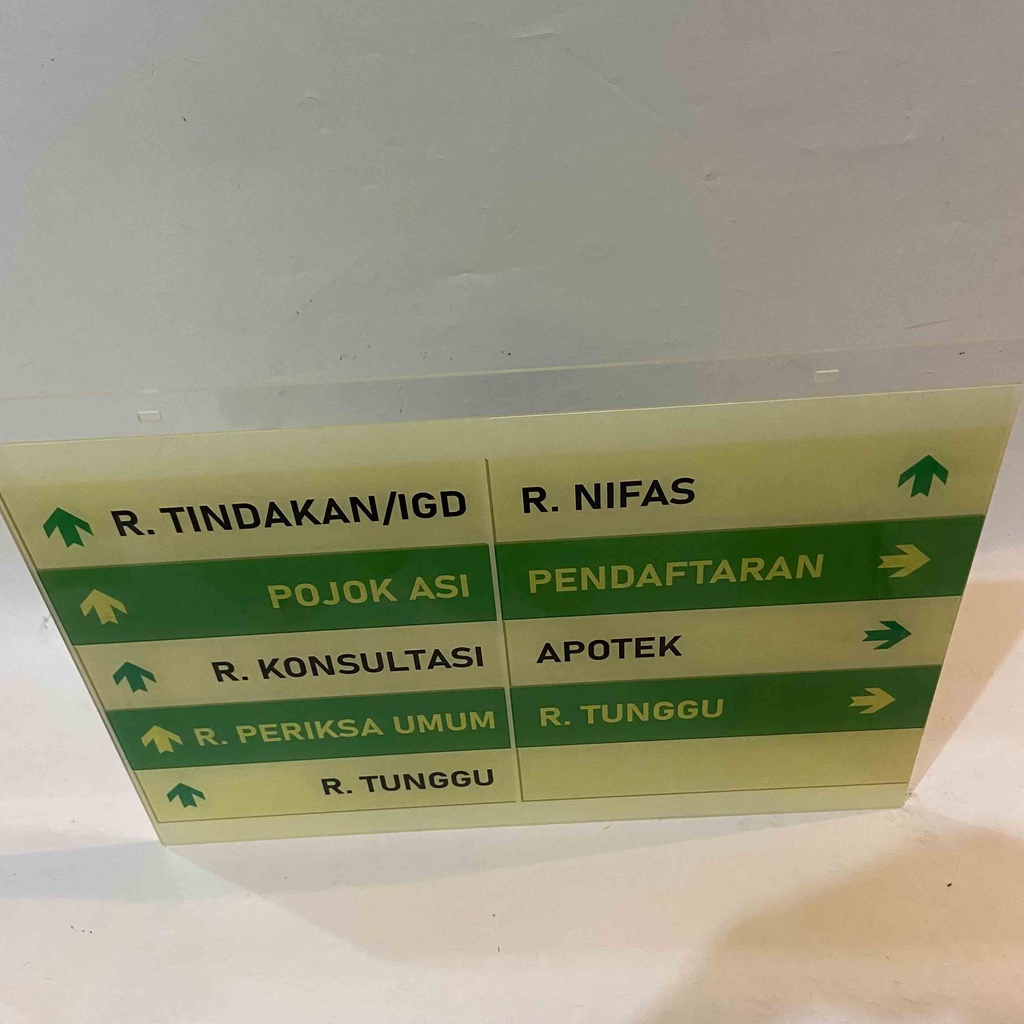 R. TINDAKAN/IGD
POJOK ASI
R. KONSULTASI
R. PERIKSA UMUM
R. TUNGGU
R. NIFAS
PENDAFTARAN
APOTEK
R. TUNGGU